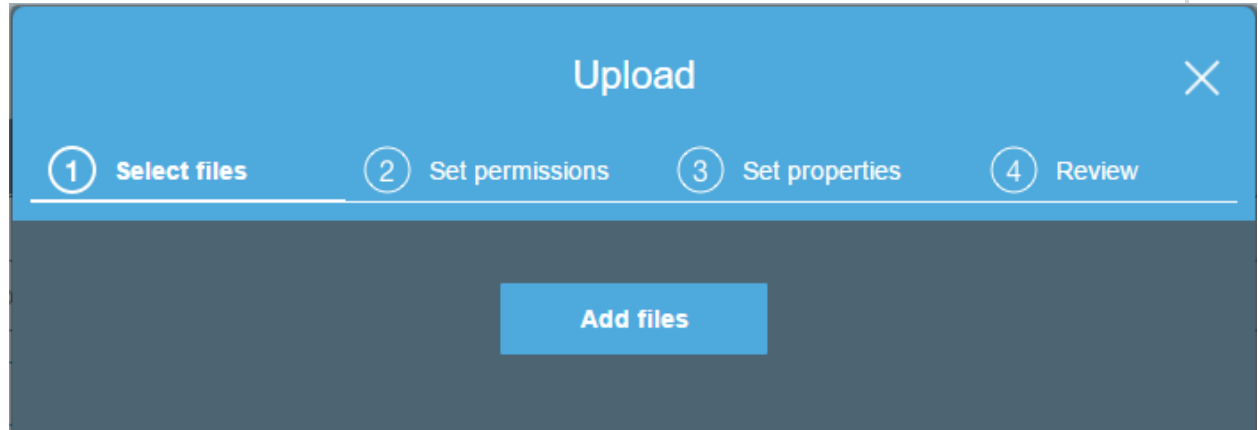 Upload
1 Select files 2 Set permissions 3 Set properties 4 Review
Add files